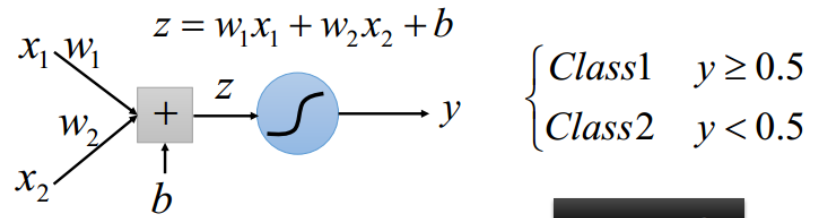 z = w₁x₁ + w₂x₂ + b
x₁ w₁
z
+
y
w₂
x₂
b
{ Class1 y ≥ 0.5
Class2 y < 0.5